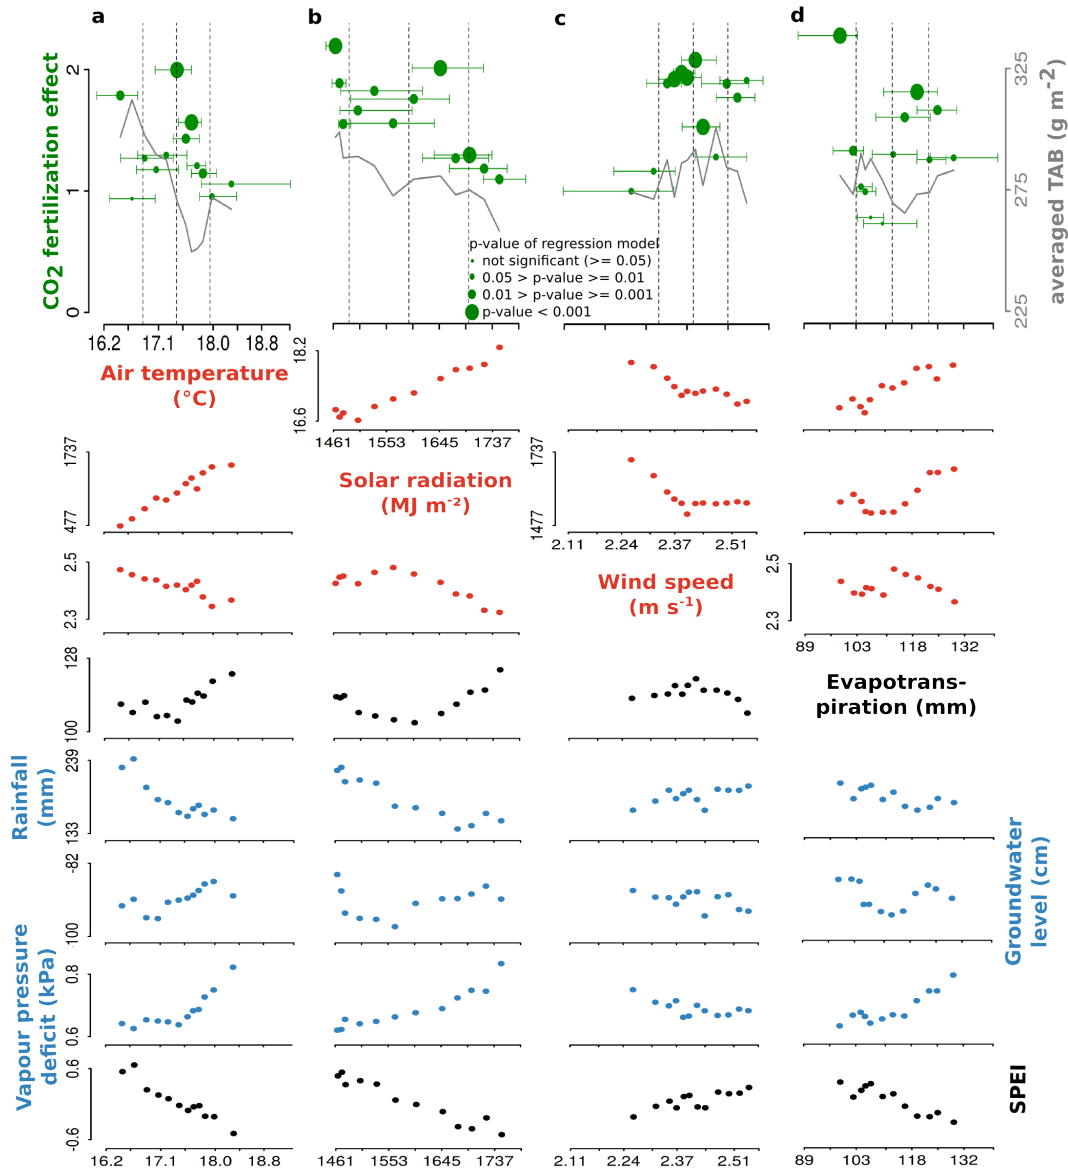 a
b
c
d
CO2 fertilization effect
2
1
0
325
275
225
averaged TAB (g m-2)
p-value of regression model
not significant (>= 0.05)
0.05 > p-value >= 0.01
0.01 > p-value >= 0.001
p-value < 0.001
16.2 17.1 18.0 18.8
Air temperature
(°C)
18.2
16.6
1461 1553 1645 1737
1737
477
Solar radiation
(MJ m-2)
1737
1477
2.11 2.24 2.37 2.51
2.5
2.3
Wind speed
(m s-1)
2.5
2.3
89 103 118 132
128
100
Evapotrans-
piration (mm)
Rainfall
(mm)
239
133
-82
100
Groundwater
level (cm)
Vapour pressure
deficit (kPa)
0.8
0.6
0.6
-0.6
SPEI
16.2 17.1 18.0 18.8
1461 1553 1645 1737
2.11 2.24 2.37 2.51
89 103 118 132